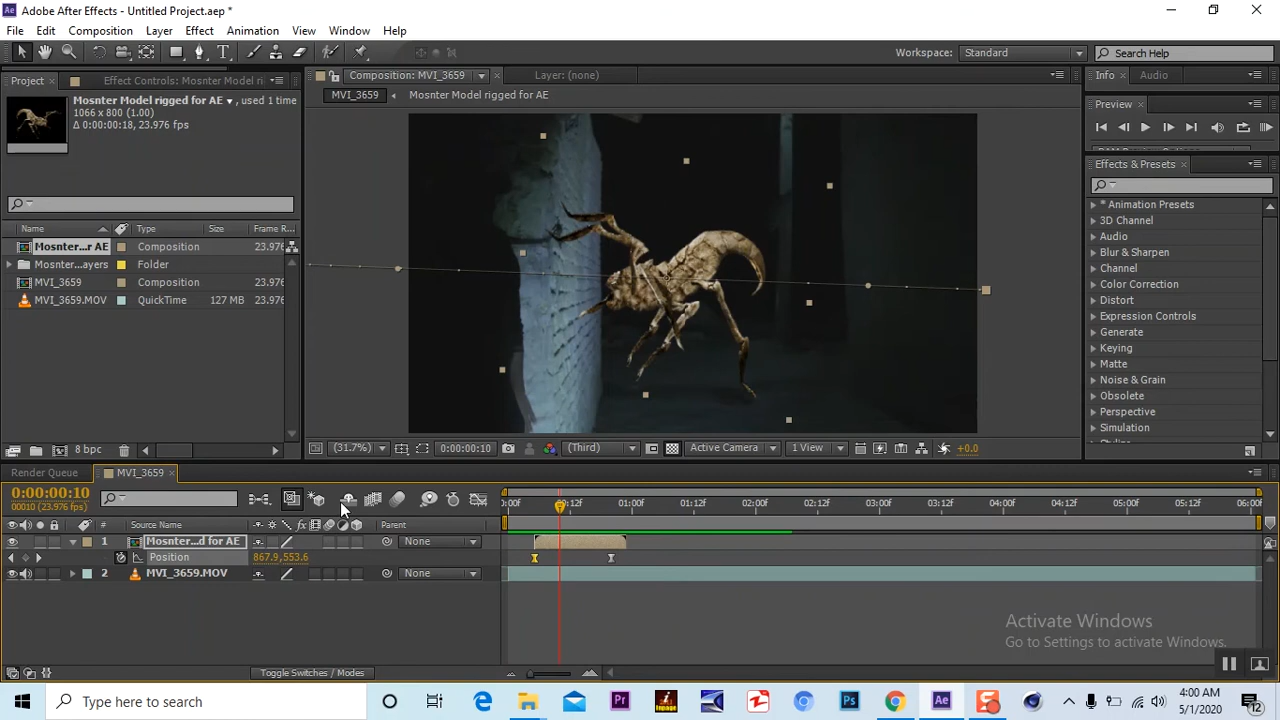 Adobe After Effects - Untitled Project.aep *
File Edit Composition Layer Effect Animation View Window Help
Workspace: Standard Search Help
Project Effect Controls: Mosnter Model ri
Composition: MVI_3659 Layer: (none)
Info Audio
Mosnter Model rigged for AE , used 1 time
1066 x 800 (1.00)
Δ 0:00:00:18, 23.976 fps
MVI_3659 Mosnter Model rigged for AE
Preview
Effects & Presets
* Animation Presets
3D Channel
Audio
Blur & Sharpen
Channel
Color Correction
Distort
Expression Controls
Generate
Keying
Matte
Noise & Grain
Obsolete
Perspective
Simulation
Name Type Size Frame R...
Mosnter...r AE Composition 23.976
Mosnter...ayers Folder
MVI_3659 Composition 23.976
MVI_3659.MOV QuickTime 127 MB 23.976
8 bpc
(31.7%) 0:00:00:10 (Third) Active Camera 1 View +0.0
Render Queue MVI_3659
0:00:00:10
00010 (23.976 fps)
01:00f 01:12f 02:00f 02:12f 03:00f 03:12f 04:00f 04:12f 05:00f 05:12f 06:00
# Source Name Parent
1 Mosnter...d for AE None
Position 867.9,553.6
2 MVI_3659.MOV None
Toggle Switches / Modes
Activate Windows
Go to Settings to activate Windows.
Type here to search
4:00 AM
5/1/2020
12